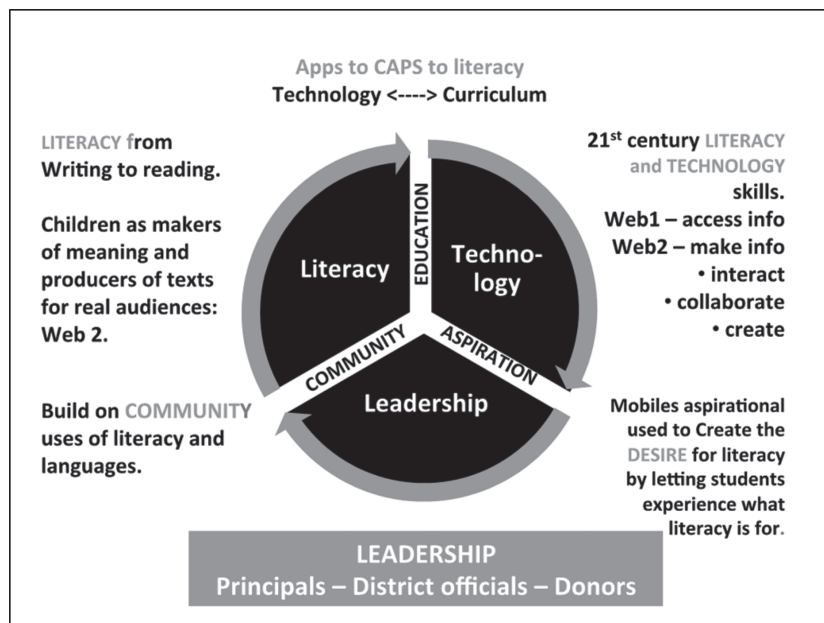 Apps to CAPS to literacy
Technology <----> Curriculum
LITERACY from
Writing to reading.
Children as makers
of meaning and
producers of texts
for real audiences:
Web 2.
Build on COMMUNITY
uses of literacy and
languages.
Literacy
EDUCATION
Techno-
logy
COMMUNITY
ASPIRATION
Leadership
21st century LITERACY
and TECHNOLOGY
skills.
Web1 – access info
Web2 – make info
• interact
• collaborate
• create
Mobiles aspirational
used to Create the
DESIRE for literacy
by letting students
experience what
literacy is for.
LEADERSHIP
Principals – District officials – Donors